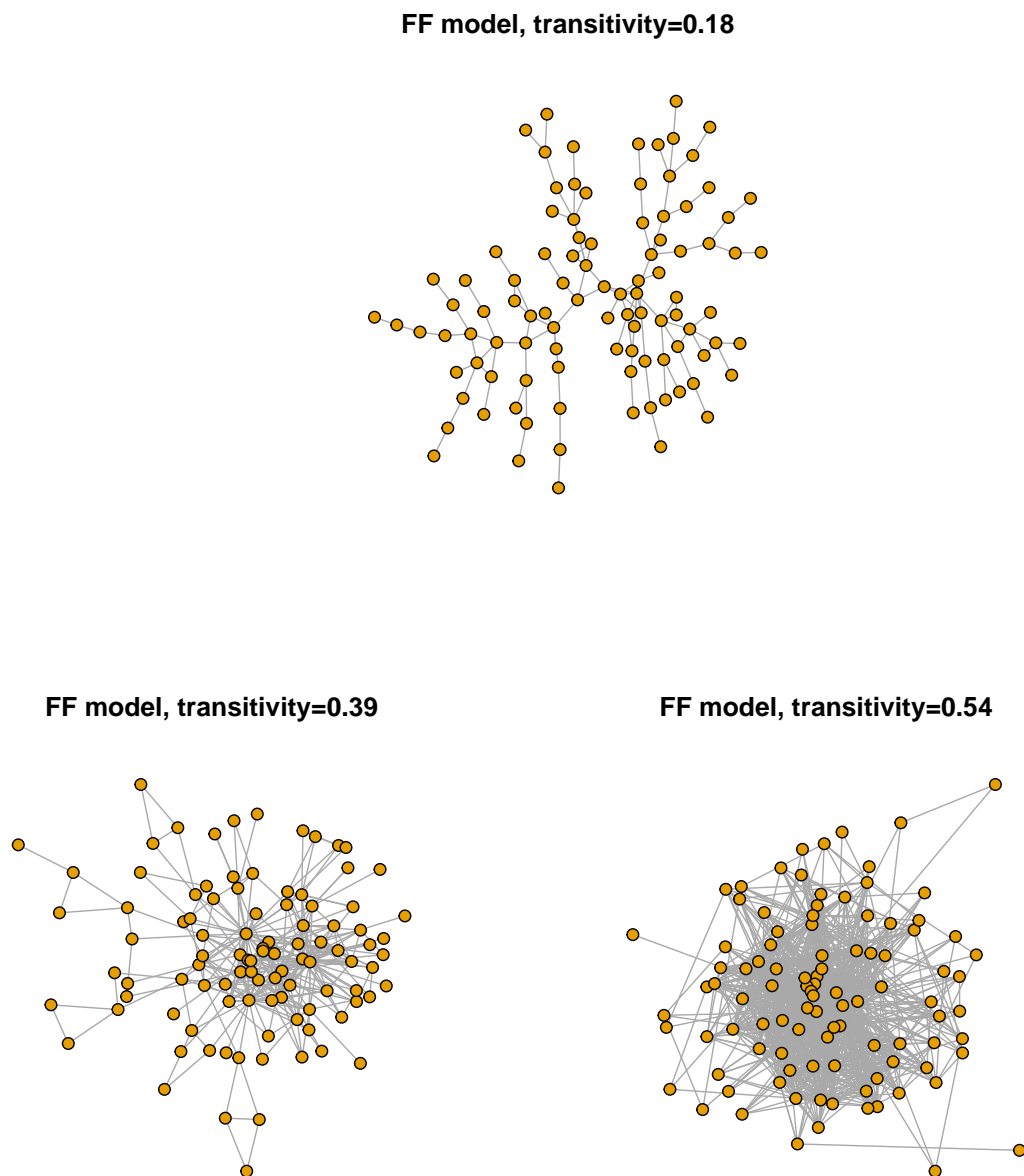 FF model, transitivity=0.18
FF model, transitivity=0.39
FF model, transitivity=0.54